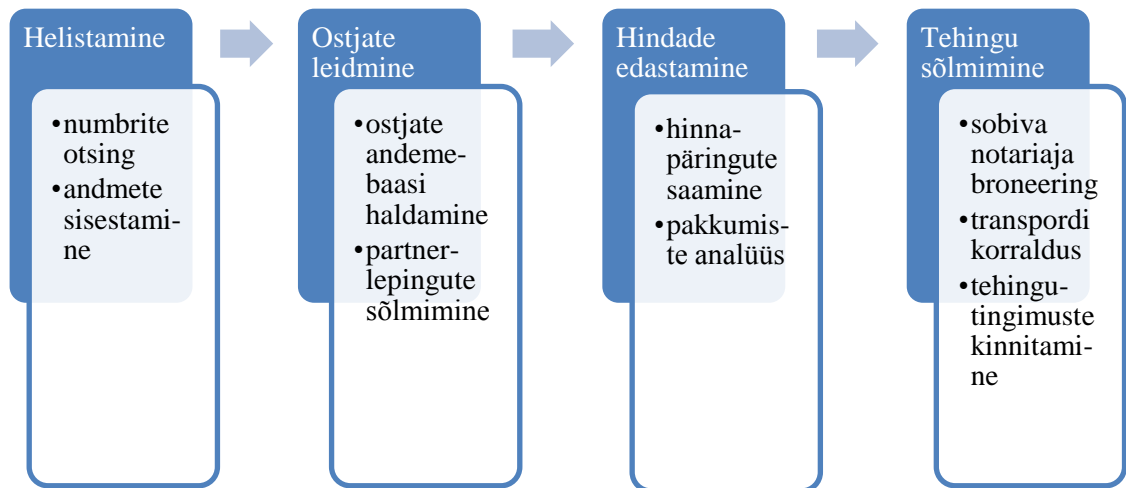 Helistamine
•numbrite
otsing
•andmete
sisestami-
ne
Ostjate
leidmine
•ostjate
andeme-
baasi
haldamine
•partner-
lepingute
sõlmimine
Hindade
edastamine
•hinna-
päringute
saamine
•pakkumis-
te analüüs
Tehingu
sõlmimine
•sobiva
notariaja
broneering
•transpordi
korraldus
•tehingu-
tingimuste
kinnitami-
ne